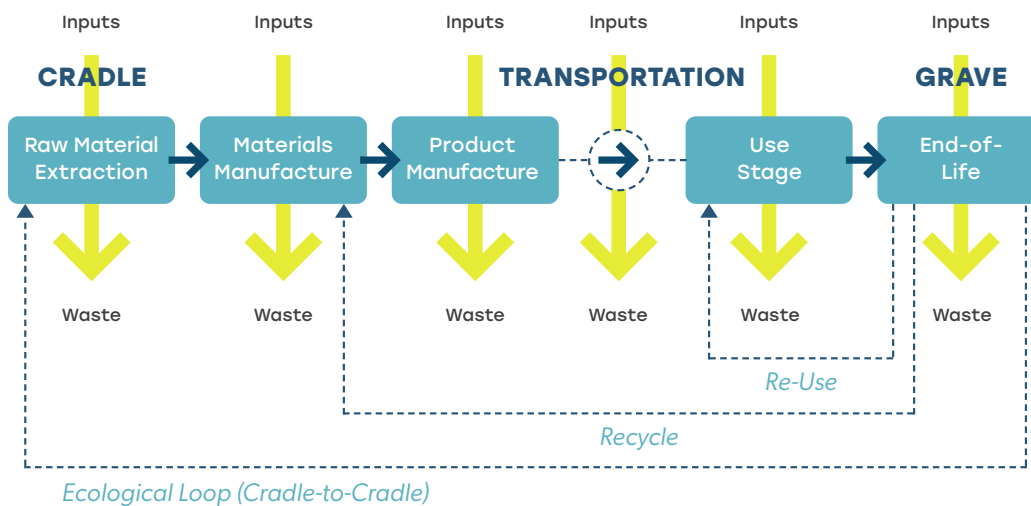 Inputs Inputs Inputs Inputs Inputs Inputs
CRADLE TRANSPORTATION GRAVE
Raw Material Materials Product Use End-of-
Extraction Manufacture Manufacture Stage Life
Waste Waste Waste Waste Waste Waste
Re-Use
Recycle
Ecological Loop (Cradle-to-Cradle)